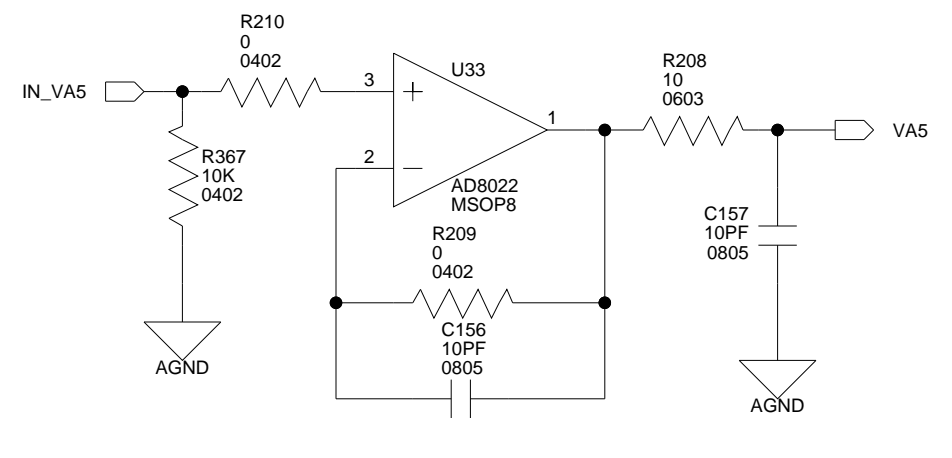 R210
0
0402
IN_VA5
3
U33
+
R208
10
0603
1
VA5
R367
10K
0402
2
−
AD8022
MSOP8
C157
10PF
0805
R209
0
0402
C156
10PF
0805
AGND
AGND